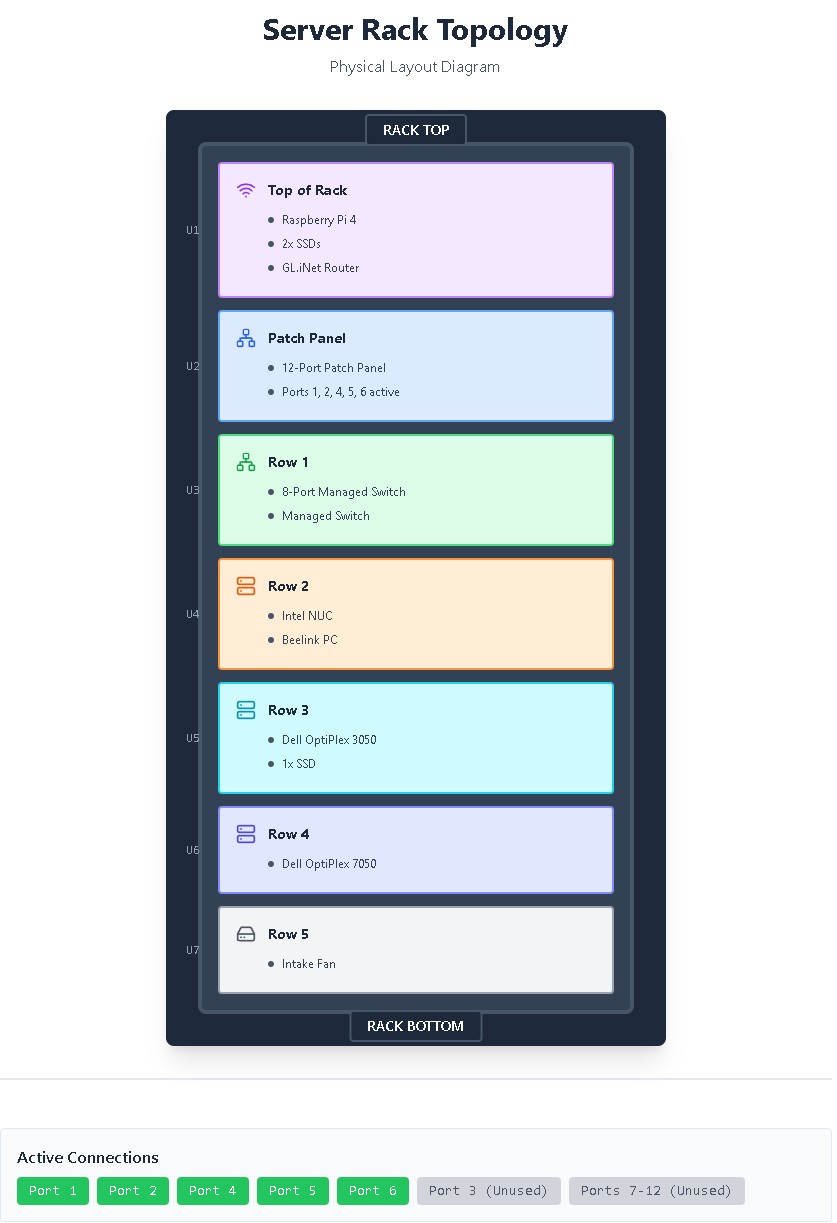 Server Rack Topology
Physical Layout Diagram
RACK TOP
U1
Top of Rack
Raspberry Pi 4
2x SSDs
GL.iNet Router
U2
Patch Panel
12-Port Patch Panel
Ports 1, 2, 4, 5, 6 active
U3
Row 1
8-Port Managed Switch
Managed Switch
U4
Row 2
Intel NUC
Beelink PC
U5
Row 3
Dell OptiPlex 3050
1x SSD
U6
Row 4
Dell OptiPlex 7050
U7
Row 5
Intake Fan
RACK BOTTOM
Active Connections
Port 1 Port 2 Port 4 Port 5 Port 6 Port 3 (Unused) Ports 7-12 (Unused)